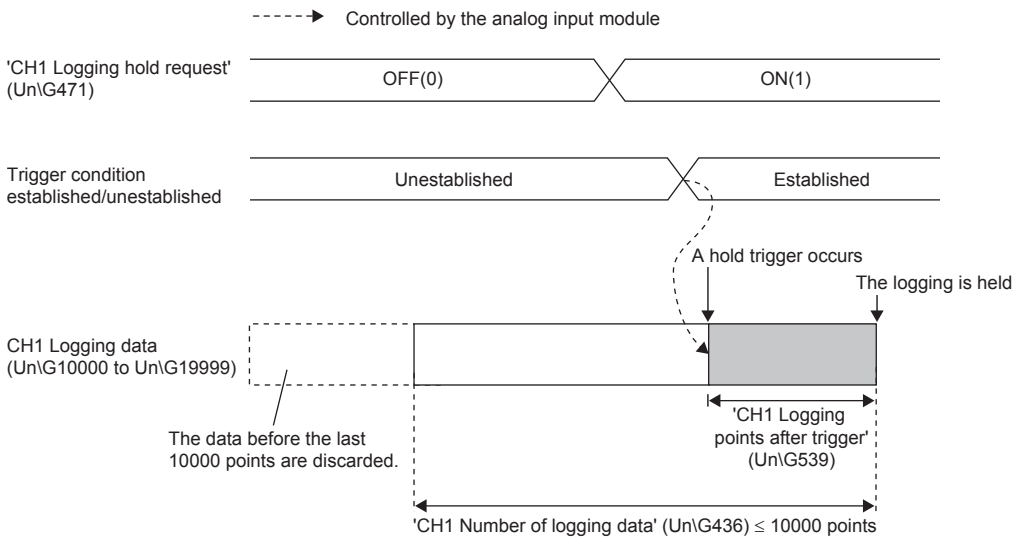 Controlled by the analog input module
'CH1 Logging hold request'
(Un\G471)
OFF(0)
ON(1)
Trigger condition
established/unestablished
Unestablished
Established
A hold trigger occurs
The logging is held
CH1 Logging data
(Un\G10000 to Un\G19999)
The data before the last
10000 points are discarded.
'CH1 Logging
points after trigger'
(Un\G539)
'CH1 Number of logging data' (Un\G436) ≤ 10000 points